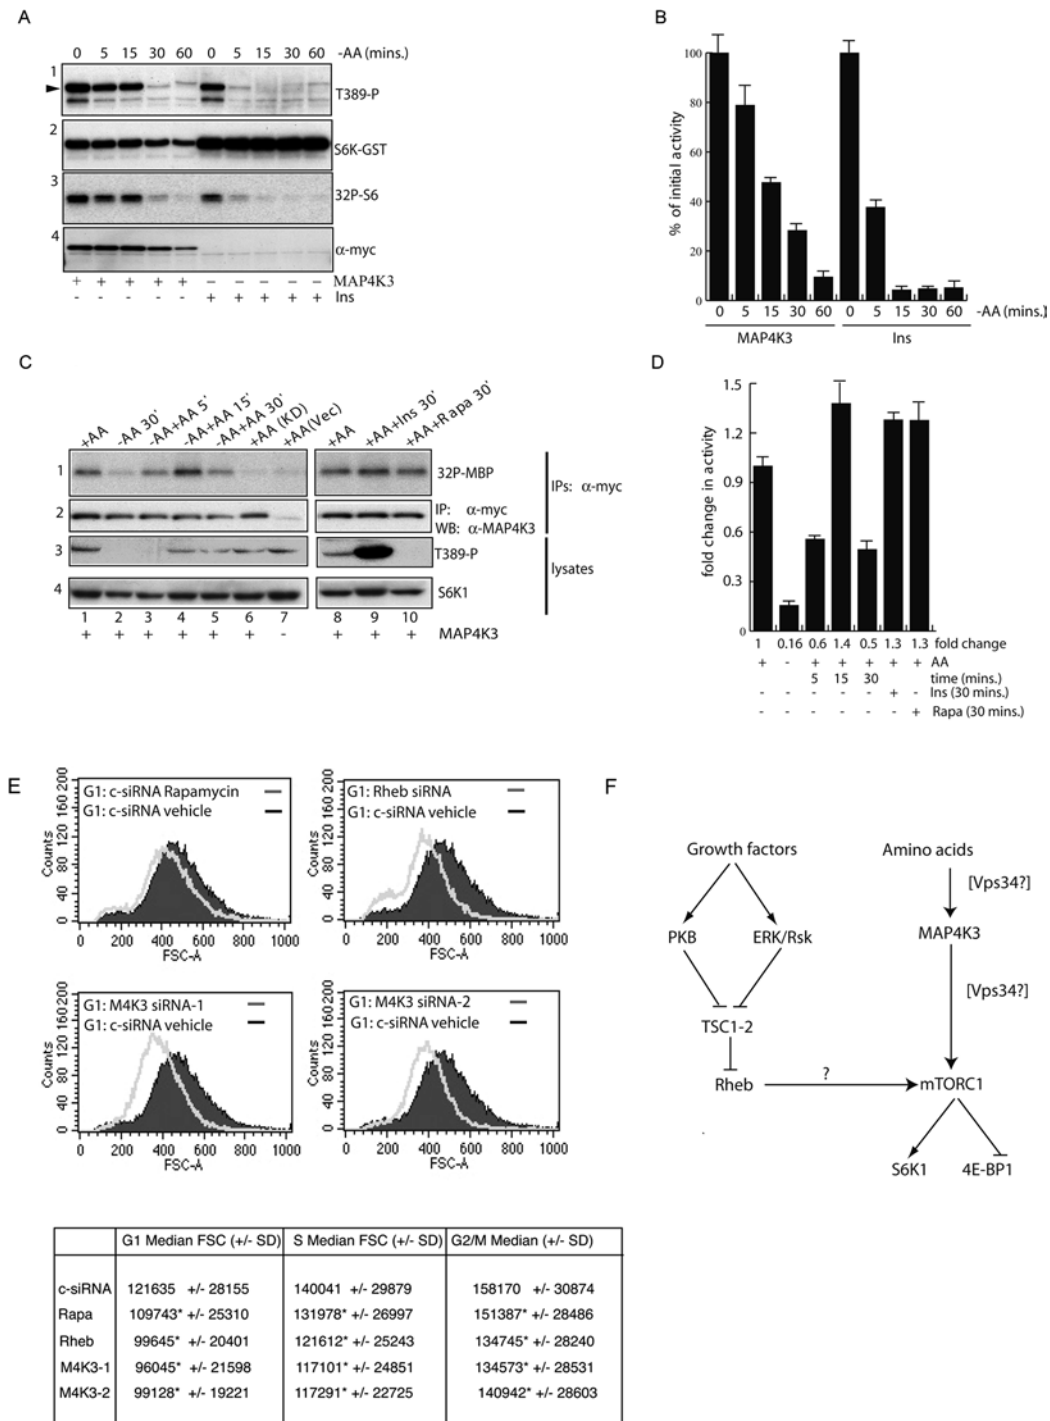 A
0 5 15 30 60 0 5 15 30 60 -AA (mins.)
1
T389-P
2
S6K-GST
3
32P-S6
4
α-myc
+ + + + + − − − − − MAP4K3
- - - - - + + + + + Ins
B
% of initial activity
100
80
60
40
20
0
0 5 15 30 60 0 5 15 30 60 -AA (mins.)
MAP4K3 Ins
C
+AA -AA 30' -AA+AA 5' -AA+AA 15' -AA+AA 30' +AA (KD) +AA(Vec) +AA +AA+Ins 30' +AA+Rapa 30'
1 32P-MBP
IPs: α-myc
2 IP: α-myc
WB: α-MAP4K3
3 T389-P
lysates
4 S6K1
1 2 3 4 5 6 7 8 9 10
+ + + + + + - + + + MAP4K3
D
fold change in activity
1.5
1.2
0.9
0.6
0.3
0
1 0.16 0.6 1.4 0.5 1.3 1.3 fold change
+ - + + + + + AA
5 15 30 time (mins.)
- - - - - + - Ins (30 mins.)
- - - - - - + Rapa (30 mins.)
E
G1: c-siRNA Rapamycin
G1: c-siRNA vehicle
Counts
0 40 80 120 160 200
0 200 400 600 800 1000
FSC-A
G1: Rheb siRNA
G1: c-siRNA vehicle
Counts
0 40 80 120 160 200
0 200 400 600 800 1000
FSC-A
G1: M4K3 siRNA-1
G1: c-siRNA vehicle
Counts
0 40 80 120 160 200
0 200 400 600 800 1000
FSC-A
G1: M4K3 siRNA-2
G1: c-siRNA vehicle
Counts
0 40 80 120 160 200
0 200 400 600 800 1000
FSC-A
F
Growth factors Amino acids
[Vps34?]
PKB ERK/Rsk MAP4K3
[Vps34?]
TSC1-2
Rheb ? mTORC1
S6K1 4E-BP1
G1 Median FSC (+/- SD) S Median FSC (+/- SD) G2/M Median (+/- SD)
c-siRNA 121635 +/- 28155 140041 +/- 29879 158170 +/- 30874
Rapa 109743* +/- 25310 131978* +/- 26997 151387* +/- 28486
Rheb 99645* +/- 20401 121612* +/- 25243 134745* +/- 28240
M4K3-1 96045* +/- 21598 117101* +/- 24851 134573* +/- 28531
M4K3-2 99128* +/- 19221 117291* +/- 22725 140942* +/- 28603